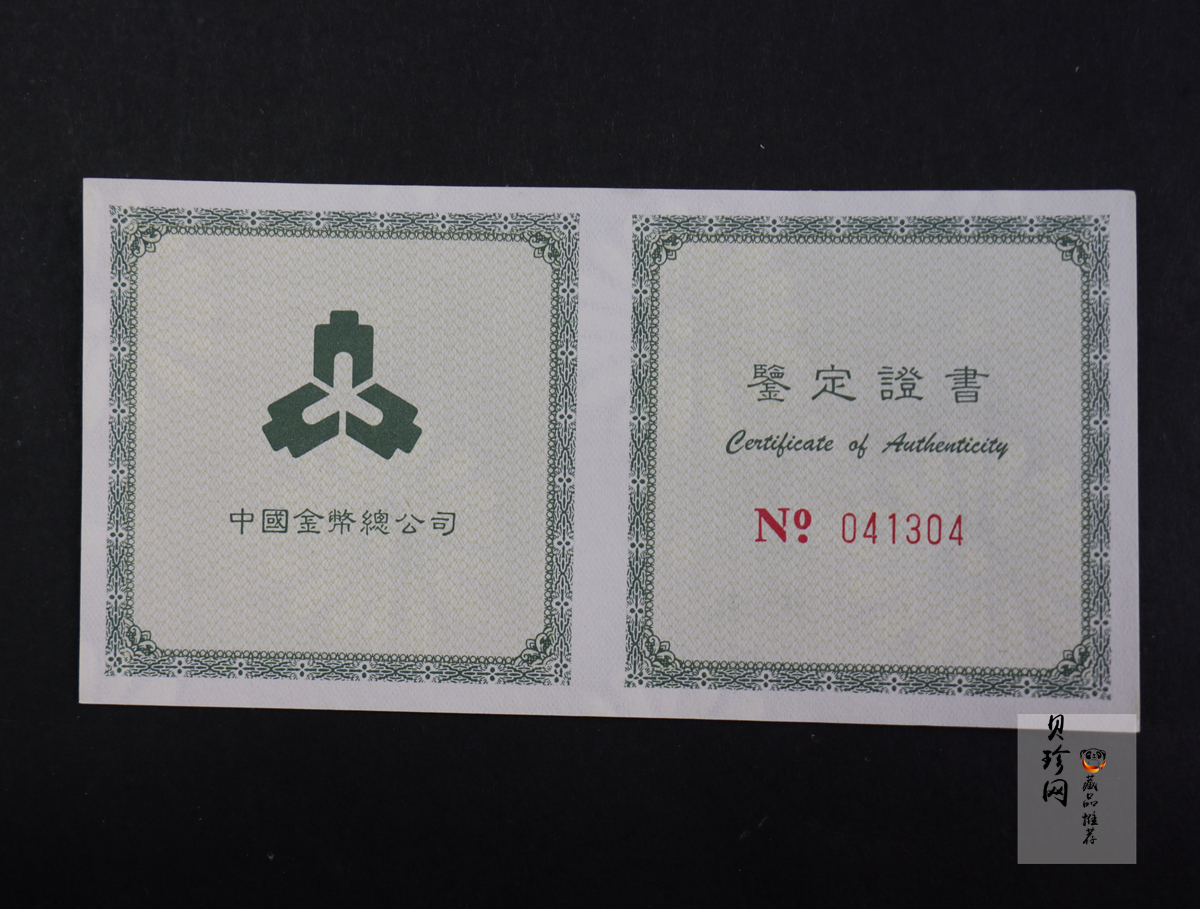 中國金幣總公司
鑒定證書
Certificate of Authenticity
Nº 041304
贝珍网
藏品推荐